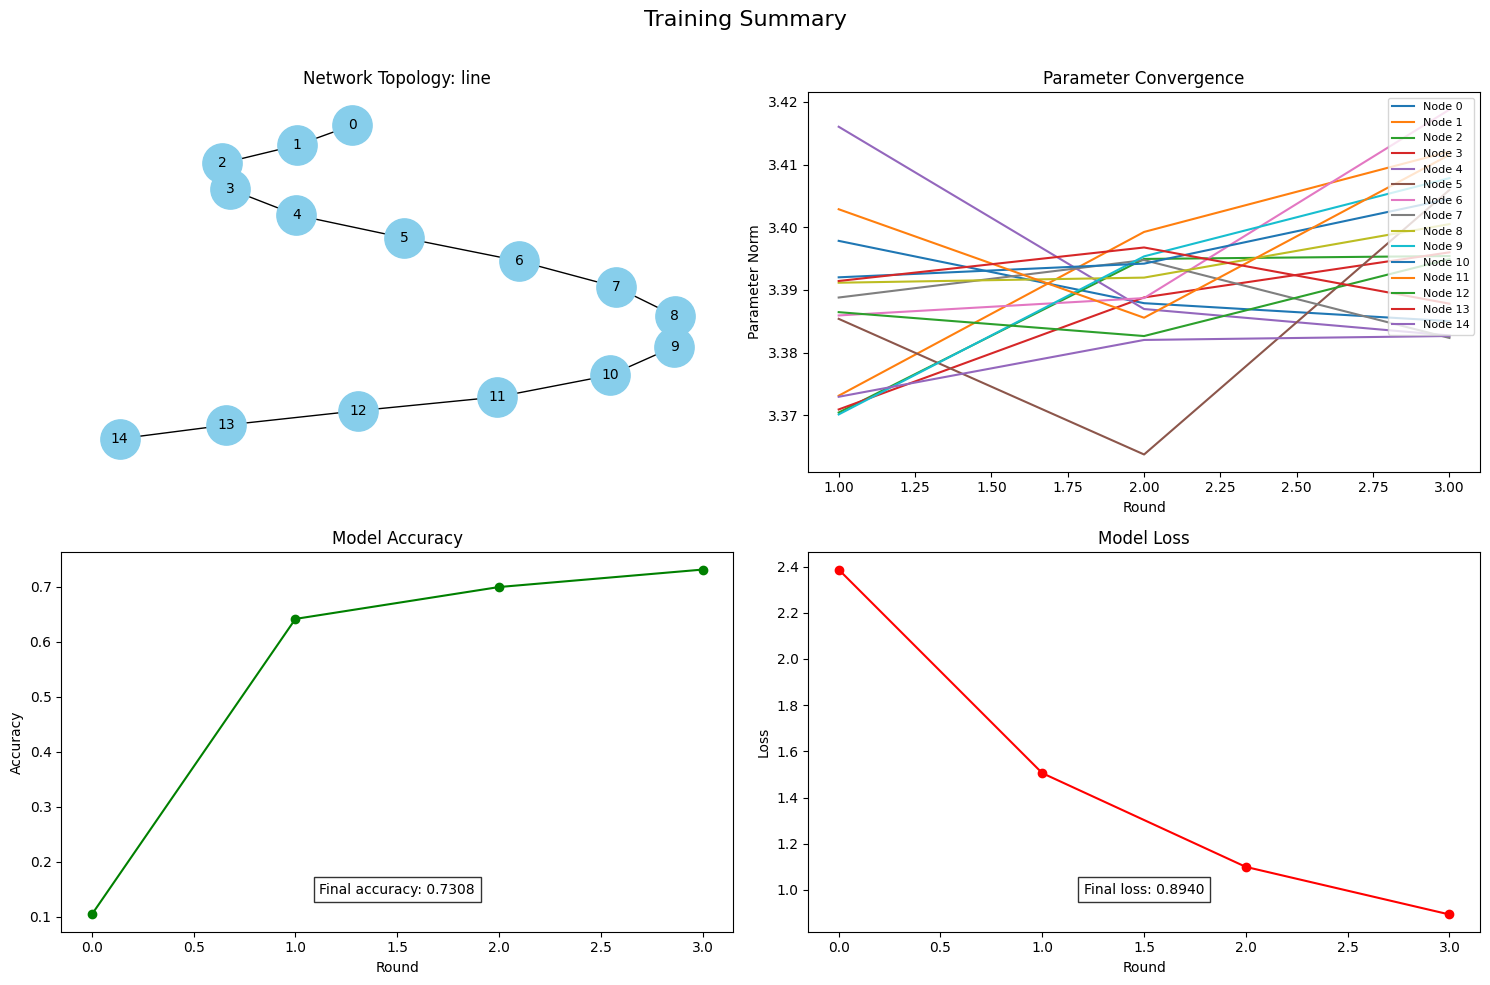 Training Summary
Network Topology: line
0
1
2
3
4
5
6
7
8
9
10
11
12
13
14
Parameter Convergence
Parameter Norm
3.42
3.41
3.40
3.39
3.38
3.37
Node 0
Node 1
Node 2
Node 3
Node 4
Node 5
Node 6
Node 7
Node 8
Node 9
Node 10
Node 11
Node 12
Node 13
Node 14
1.00 1.25 1.50 1.75 2.00 2.25 2.50 2.75 3.00
Round
Model Accuracy
Accuracy
0.7
0.6
0.5
0.4
0.3
0.2
0.1
Final accuracy: 0.7308
0.0 0.5 1.0 1.5 2.0 2.5 3.0
Round
Model Loss
Loss
2.4
2.2
2.0
1.8
1.6
1.4
1.2
1.0
Final loss: 0.8940
0.0 0.5 1.0 1.5 2.0 2.5 3.0
Round